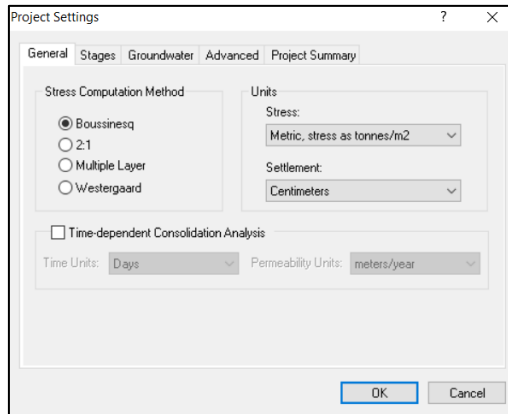 Project Settings
? X
General Stages Groundwater Advanced Project Summary
Stress Computation Method
Boussinesq
2:1
Multiple Layer
Westergaard
Units
Stress:
Metric, stress as tonnes/m2
Settlement:
Centimeters
Time-dependent Consolidation Analysis
Time Units: Days Permeability Units: meters/year
OK Cancel